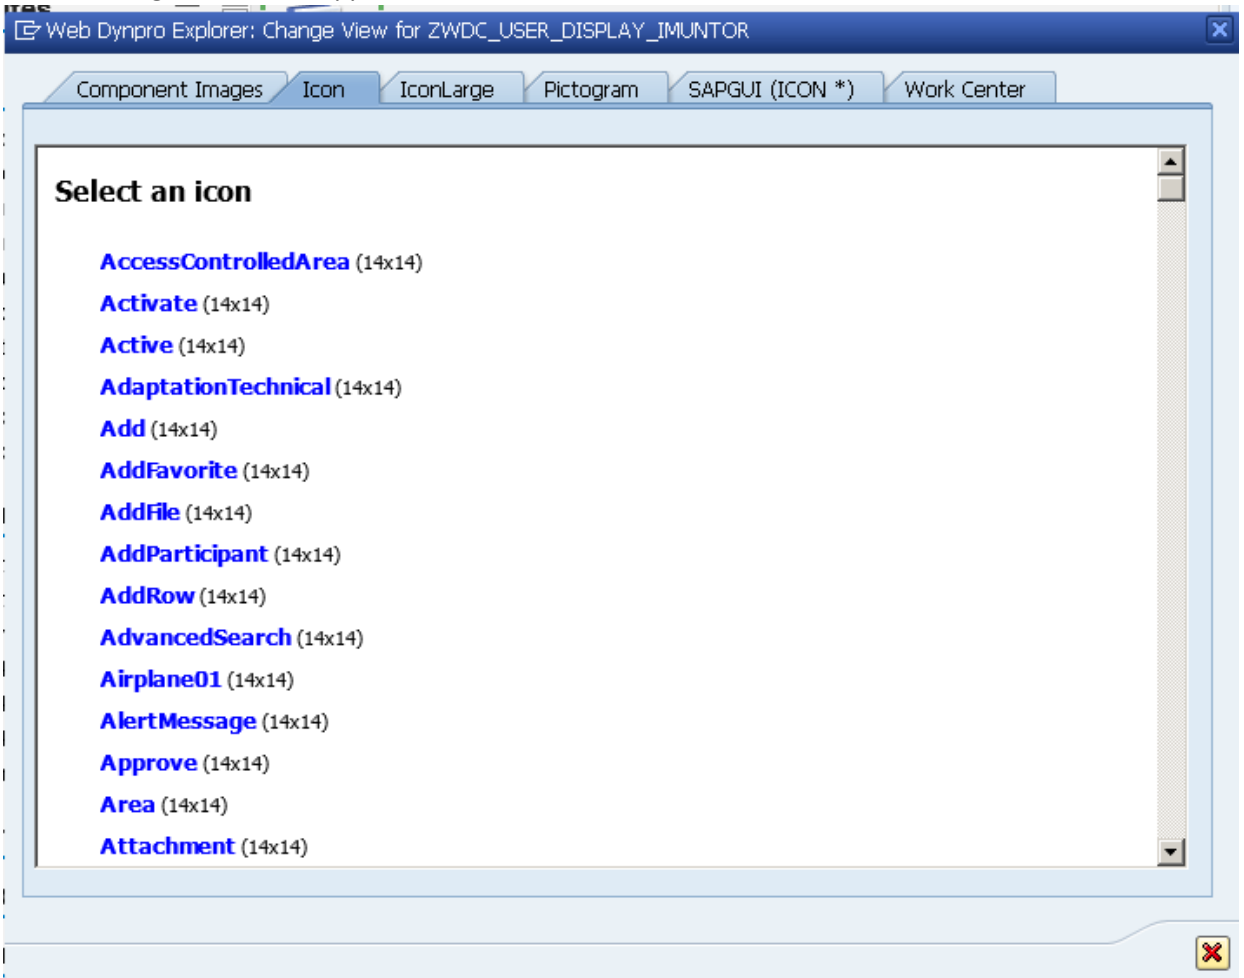 Web Dynpro Explorer: Change View for ZWDC_USER_DISPLAY_IMUNTOR
Component Images Icon IconLarge Pictogram SAPGUI (ICON *) Work Center
Select an icon
AccessControlledArea (14x14)
Activate (14x14)
Active (14x14)
AdaptationTechnical (14x14)
Add (14x14)
AddFavorite (14x14)
AddFile (14x14)
AddParticipant (14x14)
AddRow (14x14)
AdvancedSearch (14x14)
Airplane01 (14x14)
AlertMessage (14x14)
Approve (14x14)
Area (14x14)
Attachment (14x14)